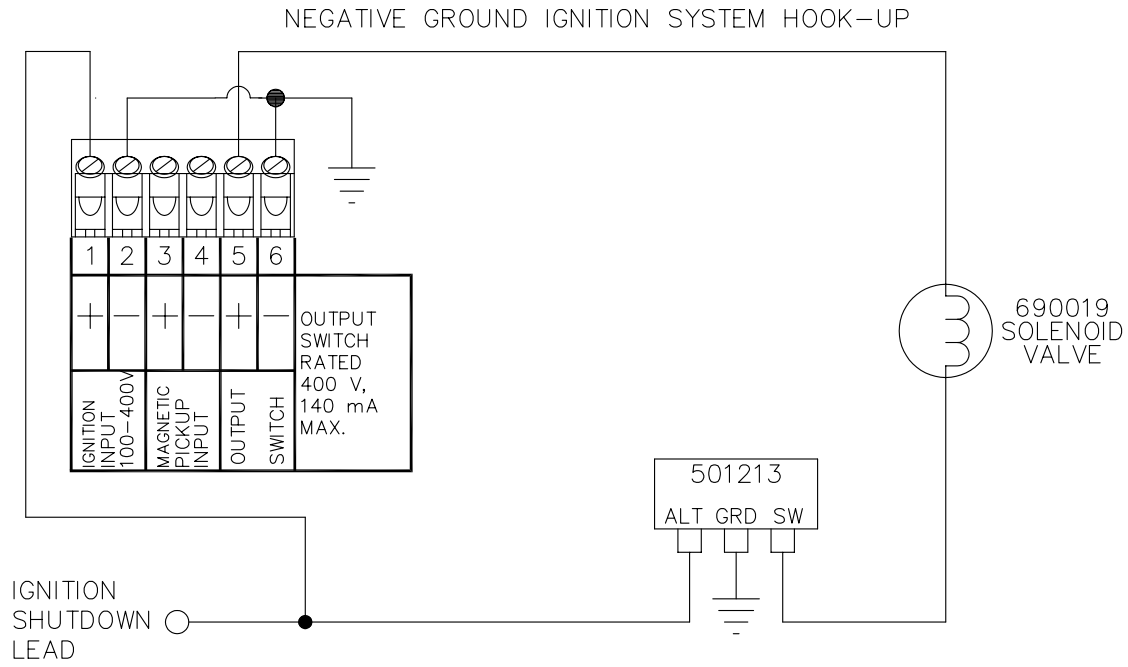 NEGATIVE GROUND IGNITION SYSTEM HOOK-UP
1 2 3 4 5 6
+ − + − + −
IGNITION
INPUT
100-400V
MAGNETIC
PICKUP
INPUT
OUTPUT
SWITCH
OUTPUT
SWITCH
RATED
400 V,
140 mA
MAX.
690019
SOLENOID
VALVE
501213
ALT GRD SW
IGNITION
SHUTDOWN
LEAD